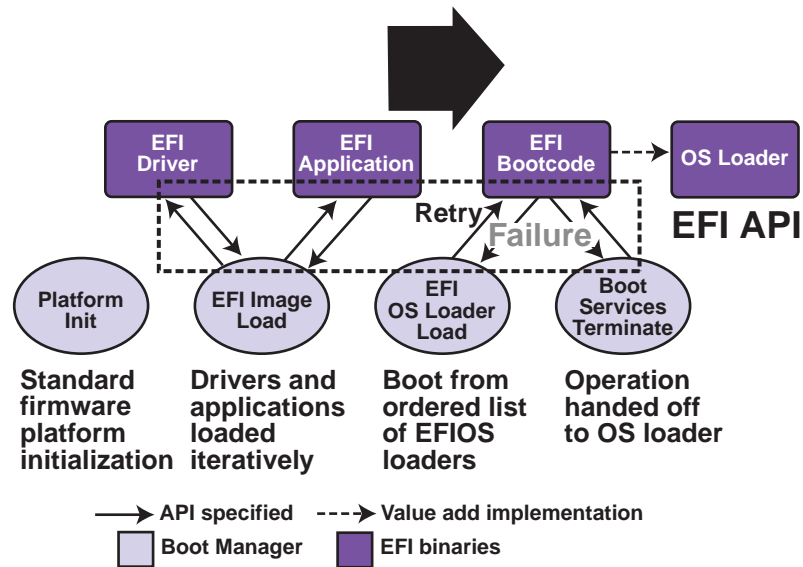 EFI
Driver
EFI
Application
EFI
Bootcode
OS Loader
Retry
Failure
EFI API
Platform
Init
EFI Image
Load
EFI
OS Loader
Load
Boot
Services
Terminate
Standard
firmware
platform
initialization
Drivers and
applications
loaded
iteratively
Boot from
ordered list
of EFIOS
loaders
Operation
handed off
to OS loader
API specified
Value add implementation
Boot Manager
EFI binaries